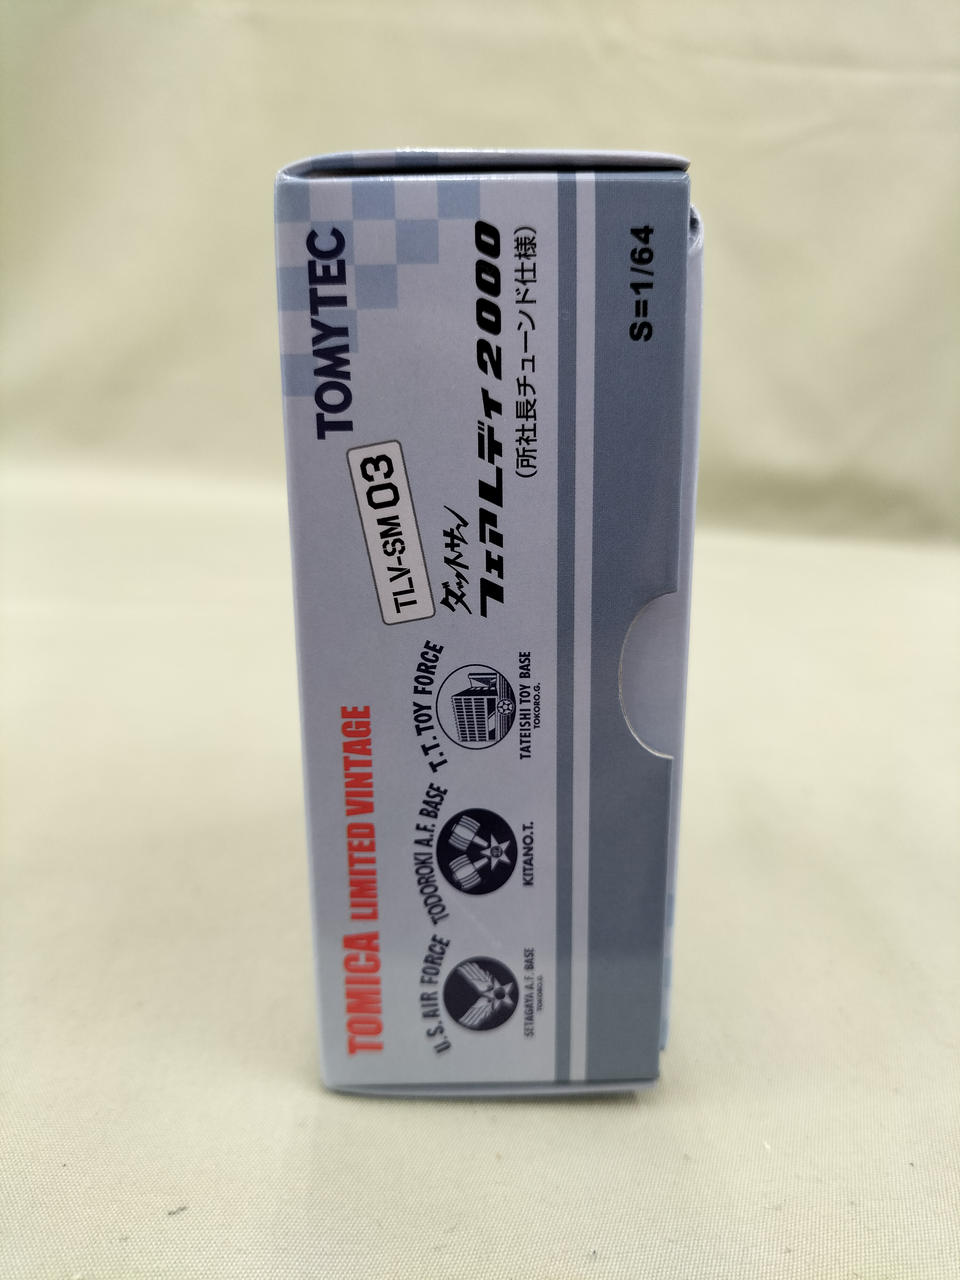 TOMICA LIMITED VINTAGE
TOMYTEC
TLV-SM 03
ダットサン
フェアレディ 2000
(所社長チューンド仕様)
U.S. AIR FORCE
SETAGAYA A.F. BASE
TOKORO.G.
TODOROKI A.F. BASE
KITANO.T.
T.T. TOY FORCE
TATEISHI TOY BASE
TOKORO.G.
S=1/64